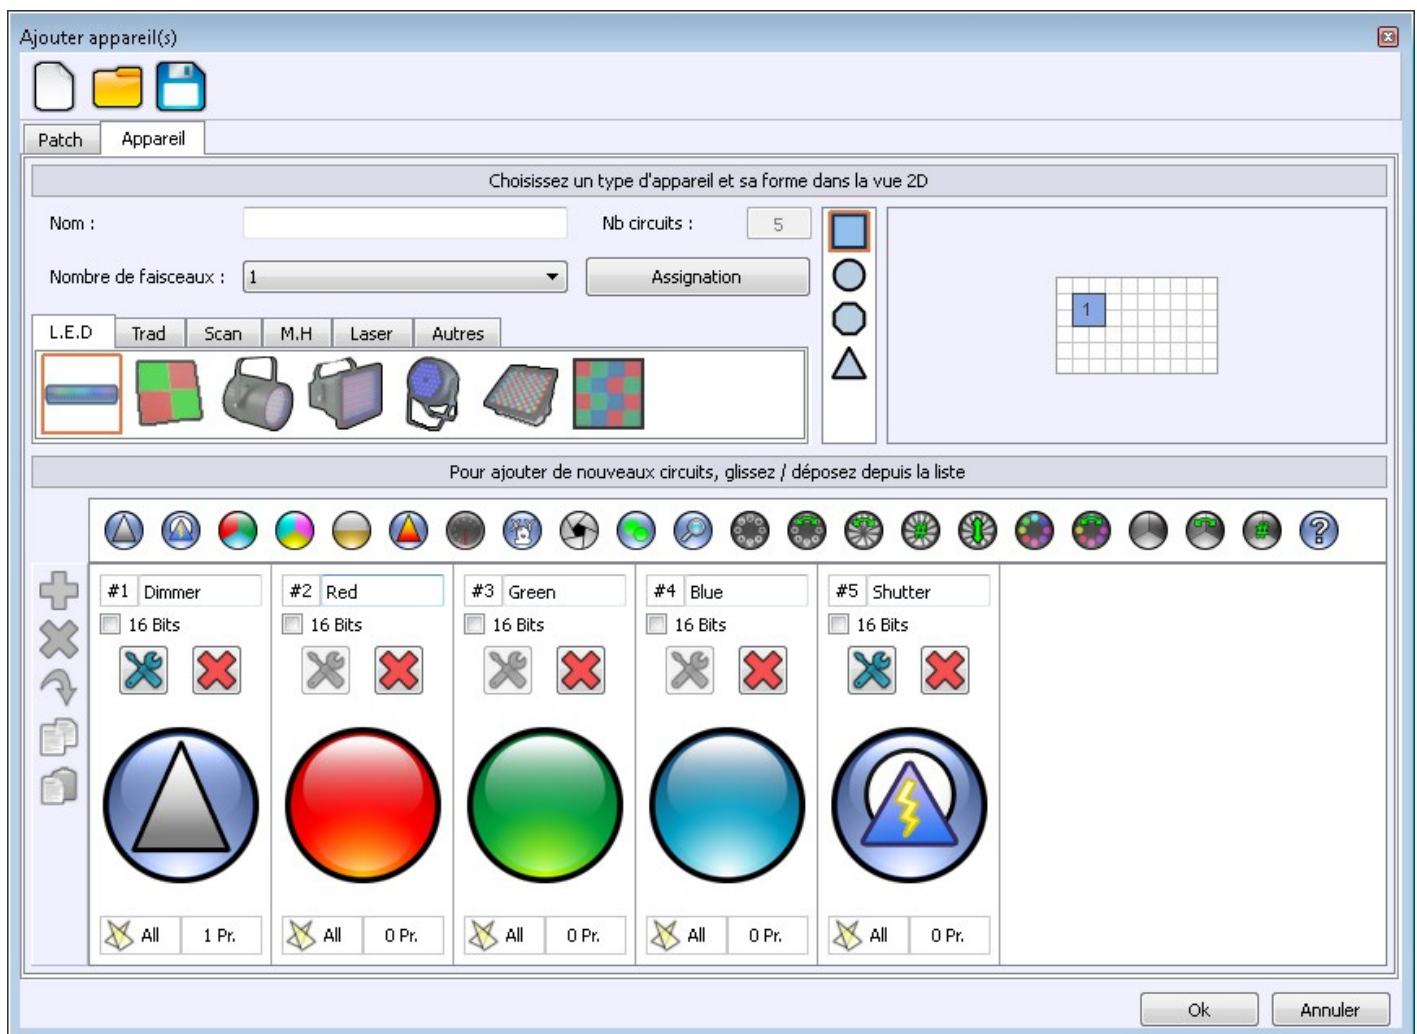 Ajouter appareil(s)
Patch Appareil
Choisissez un type d'appareil et sa forme dans la vue 2D
Nom : Nb circuits : 5
Nombre de faisceaux : 1 Assignation
1
L.E.D Trad Scan M.H Laser Autres
Pour ajouter de nouveaux circuits, glissez / déposez depuis la liste
# # ?
#1 Dimmer #2 Red #3 Green #4 Blue #5 Shutter
16 Bits 16 Bits 16 Bits 16 Bits 16 Bits
All 1 Pr. All 0 Pr. All 0 Pr. All 0 Pr. All 0 Pr.
Ok Annuler